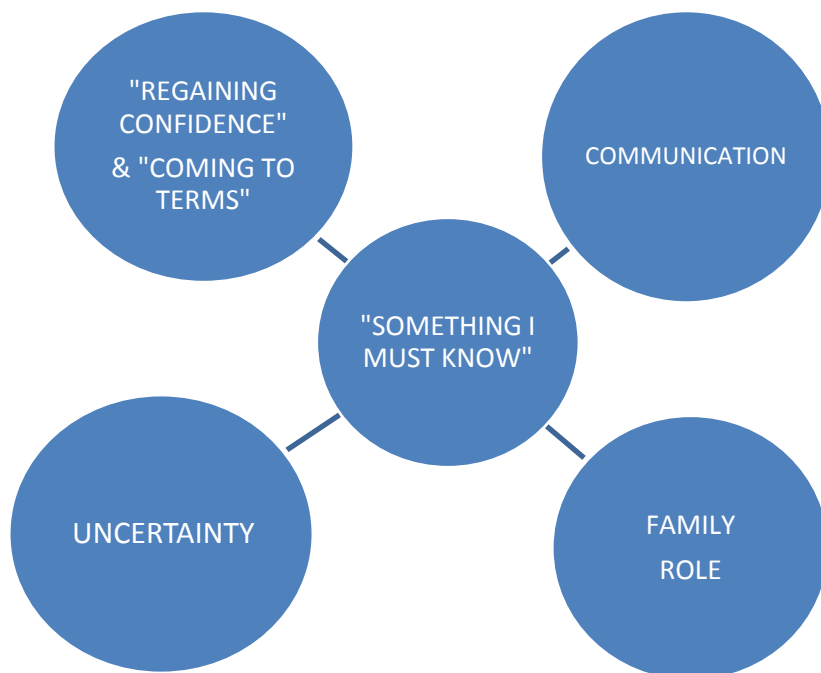 "REGAINING
CONFIDENCE"
& "COMING TO
TERMS"
COMMUNICATION
"SOMETHING I
MUST KNOW"
UNCERTAINTY
FAMILY
ROLE